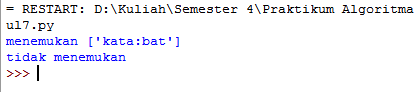 = RESTART: D:\Kuliah\Semester 4\Praktikum Algoritma
ul7.py
menemukan ['kata:bat']
tidak menemukan
>>>